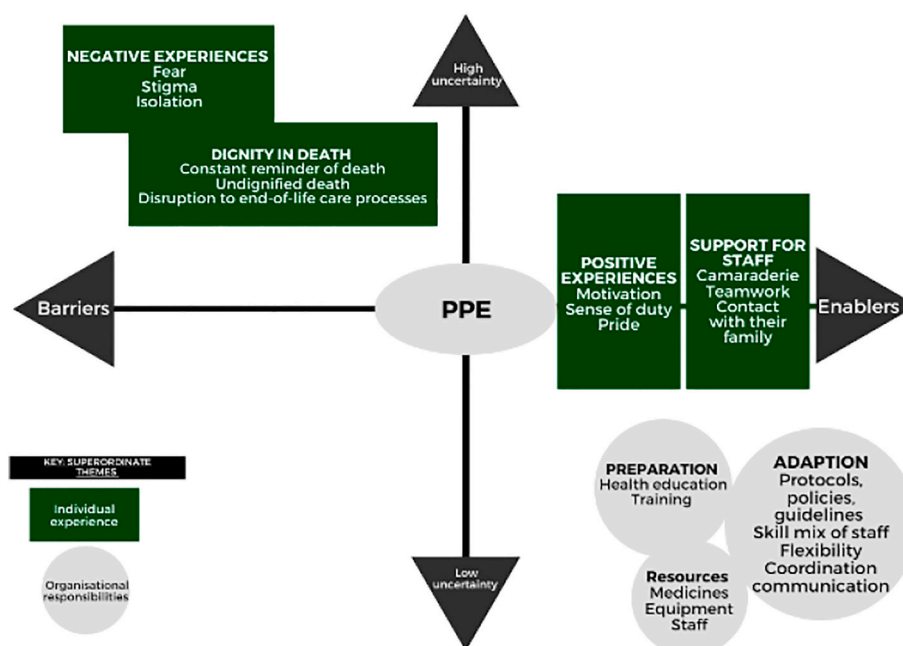 NEGATIVE EXPERIENCES
Fear
Stigma
Isolation
DIGNITY IN DEATH
Constant reminder of death
Undignified death
Disruption to end-of-life care processes
High
uncertainty
Barriers
PPE
POSITIVE
EXPERIENCES
Motivation
Sense of duty
Pride
SUPPORT FOR
STAFF
Camaraderie
Teamwork
Contact
with their
family
Enablers
KEY: SUPERORDINATE
THEMES
Individual
experience
Organisational
responsibilities
Low
uncertainty
PREPARATION
Health education
Training
Resources
Medicines
Equipment
Staff
ADAPTION
Protocols,
policies,
guidelines
Skill mix of staff
Flexibility
Coordination
communication